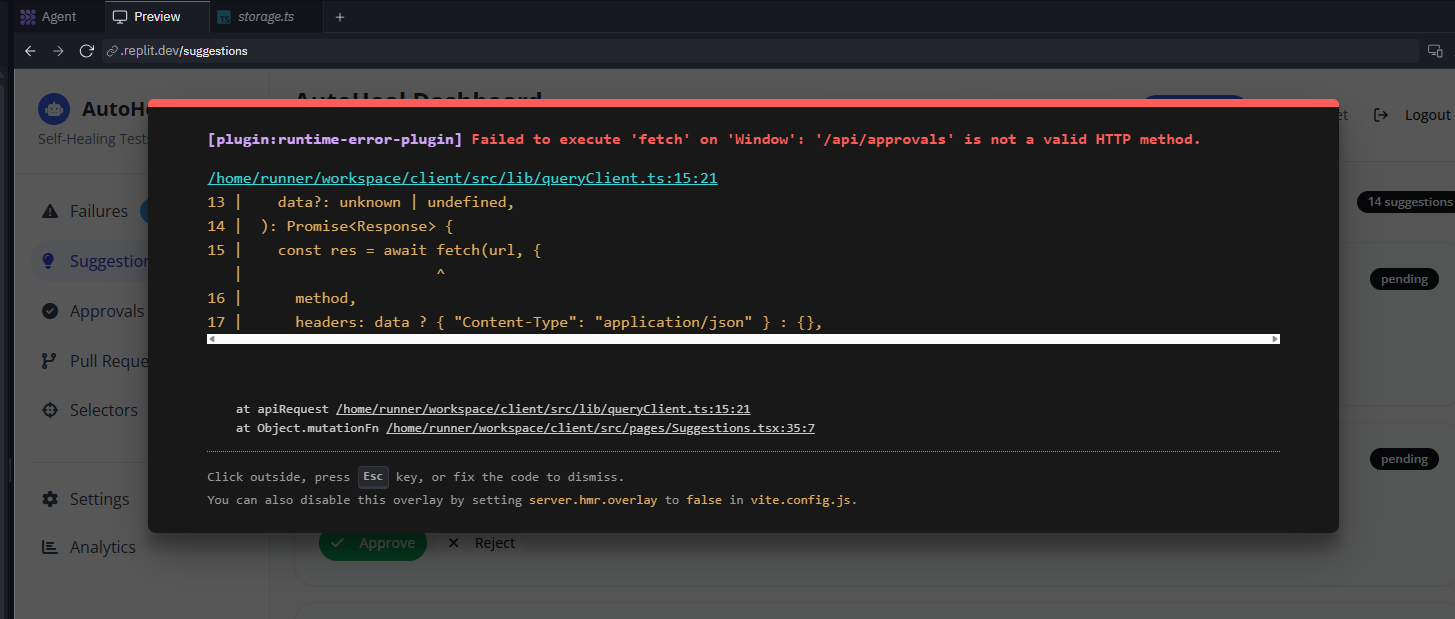 Agent
Preview
storage.ts
.replit.dev/suggestions
AutoH
AutoHeal Dashboard
Self-Healing Test
Logout
[plugin:runtime-error-plugin] Failed to execute 'fetch' on 'Window': '/api/approvals' is not a valid HTTP method.
/home/runner/workspace/client/src/lib/queryClient.ts:15:21
13 | data?: unknown | undefined,
14 | ): Promise<Response> {
15 | const res = await fetch(url, {
| ^
16 | method,
17 | headers: data ? { "Content-Type": "application/json" } : {},
at apiRequest /home/runner/workspace/client/src/lib/queryClient.ts:15:21
at Object.mutationFn /home/runner/workspace/client/src/pages/Suggestions.tsx:35:7
Click outside, press Esc key, or fix the code to dismiss.
You can also disable this overlay by setting server.hmr.overlay to false in vite.config.js.
Failures
Suggestion
Approvals
Pull Reque
Selectors
Settings
Analytics
14 suggestions
pending
pending
Approve
Reject